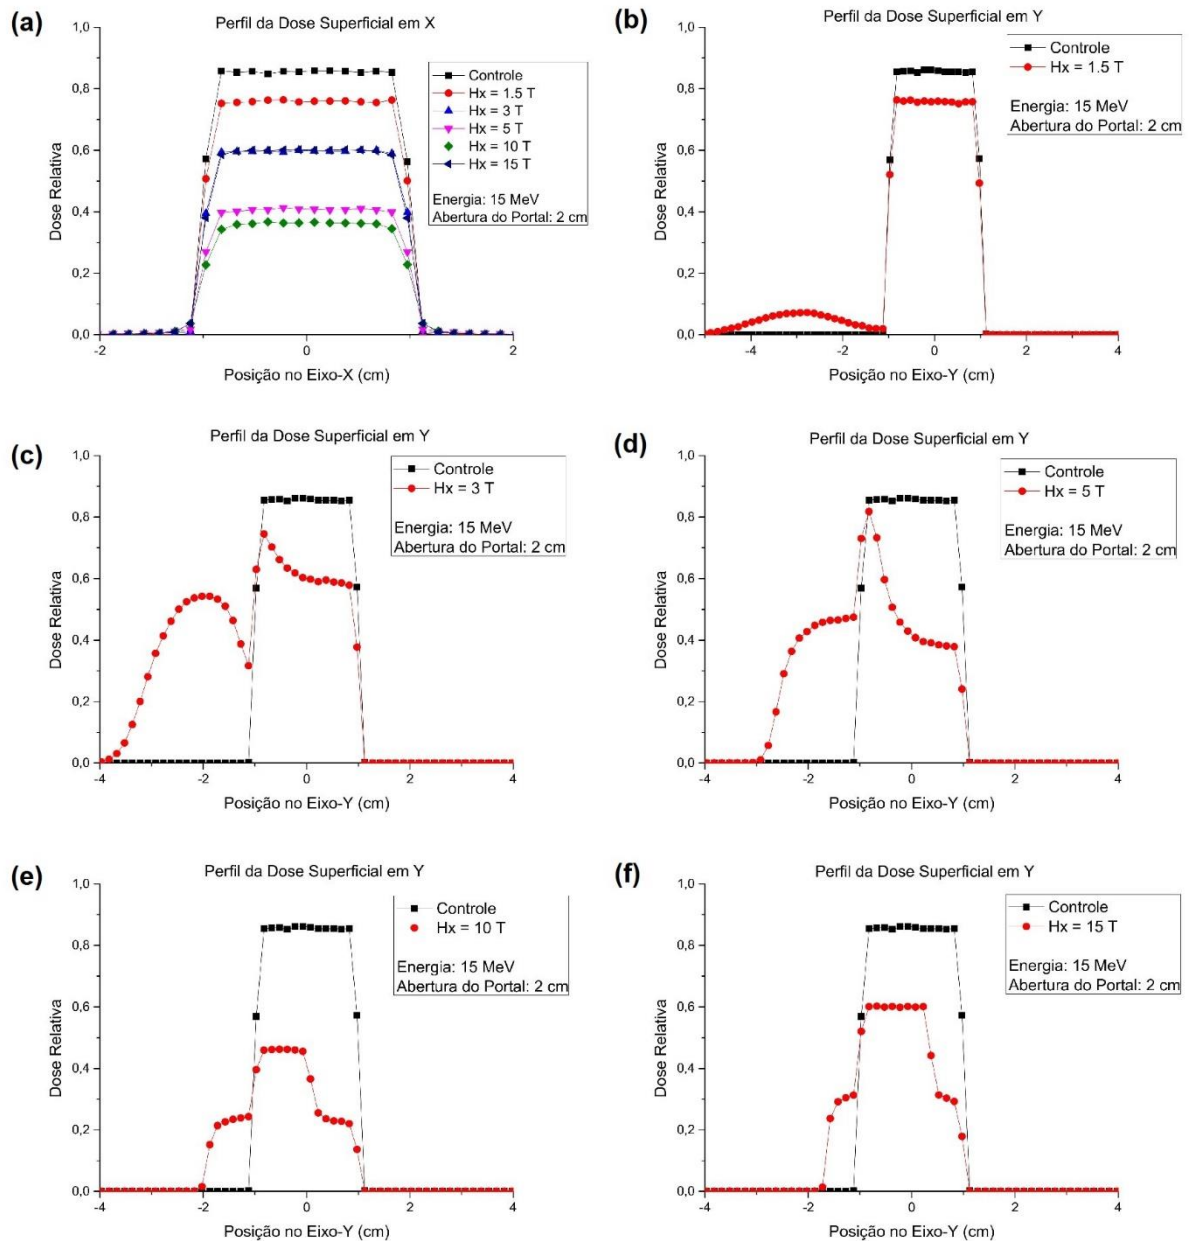 (a)
Perfil da Dose Superficial em X
Dose Relativa
1,0
0,8
0,6
0,4
0,2
0,0
-2
-1
0
1
2
Posição no Eixo-X (cm)
Controle
Hx = 1.5 T
Hx = 3 T
Hx = 5 T
Hx = 10 T
Hx = 15 T
Energia: 15 MeV
Abertura do Portal: 2 cm
(b)
Perfil da Dose Superficial em Y
Dose Relativa
1,0
0,8
0,6
0,4
0,2
0,0
-4
-2
0
2
4
Posição no Eixo-Y (cm)
Controle
Hx = 1.5 T
Energia: 15 MeV
Abertura do Portal: 2 cm
(c)
Perfil da Dose Superficial em Y
Dose Relativa
1,0
0,8
0,6
0,4
0,2
0,0
-4
-2
0
2
4
Posição no Eixo-Y (cm)
Controle
Hx = 3 T
Energia: 15 MeV
Abertura do Portal: 2 cm
(d)
Perfil da Dose Superficial em Y
Dose Relativa
1,0
0,8
0,6
0,4
0,2
0,0
-4
-2
0
2
4
Posição no Eixo-Y (cm)
Controle
Hx = 5 T
Energia: 15 MeV
Abertura do Portal: 2 cm
(e)
Perfil da Dose Superficial em Y
Dose Relativa
1,0
0,8
0,6
0,4
0,2
0,0
-4
-2
0
2
4
Posição no Eixo-Y (cm)
Controle
Hx = 10 T
Energia: 15 MeV
Abertura do Portal: 2 cm
(f)
Perfil da Dose Superficial em Y
Dose Relativa
1,0
0,8
0,6
0,4
0,2
0,0
-4
-2
0
2
4
Posição no Eixo-Y (cm)
Controle
Hx = 15 T
Energia: 15 MeV
Abertura do Portal: 2 cm